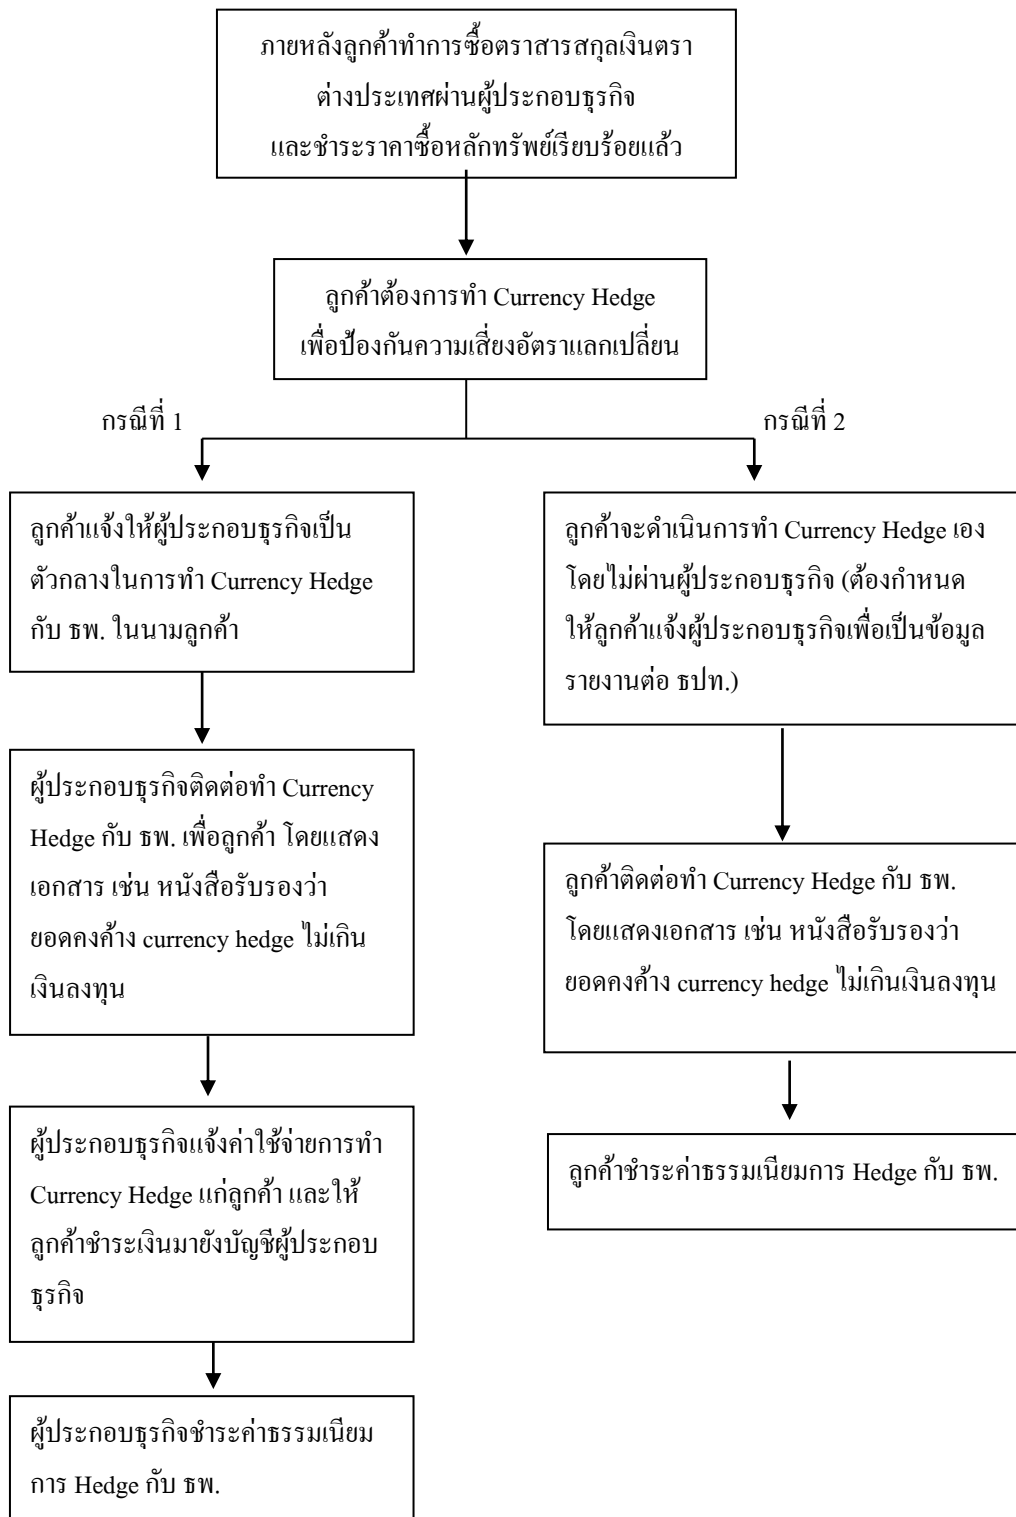 ภายหลังลูกค้าทำการซื้อตราสารสกุลเงินตรา
ต่างประเทศผ่านผู้ประกอบธุรกิจ
และชำระราคาซื้อหลักทรัพย์เรียบร้อยแล้ว
ลูกค้าต้องการทำ Currency Hedge
เพื่อป้องกันความเสี่ยงอัตราแลกเปลี่ยน
กรณีที่ 1
ลูกค้าแจ้งให้ผู้ประกอบธุรกิจเป็น
ตัวกลางในการทำ Currency Hedge
กับ ธพ. ในนามลูกค้า
ผู้ประกอบธุรกิจติดต่อทำ Currency
Hedge กับ ธพ. เพื่อลูกค้า โดยแสดง
เอกสาร เช่น หนังสือรับรองว่า
ยอดคงค้าง currency hedge ไม่เกิน
เงินลงทุน
ผู้ประกอบธุรกิจแจ้งค่าใช้จ่ายการทำ
Currency Hedge แก่ลูกค้า และให้
ลูกค้าชำระเงินมายังบัญชีผู้ประกอบ
ธุรกิจ
ผู้ประกอบธุรกิจชำระค่าธรรมเนียม
การ Hedge กับ ธพ.
กรณีที่ 2
ลูกค้าจะดำเนินการทำ Currency Hedge เอง
โดยไม่ผ่านผู้ประกอบธุรกิจ (ต้องกำหนด
ให้ลูกค้าแจ้งผู้ประกอบธุรกิจเพื่อเป็นข้อมูล
รายงานต่อ ธปท.)
ลูกค้าติดต่อทำ Currency Hedge กับ ธพ.
โดยแสดงเอกสาร เช่น หนังสือรับรองว่า
ยอดคงค้าง currency hedge ไม่เกินเงินลงทุน
ลูกค้าชำระค่าธรรมเนียมการ Hedge กับ ธพ.